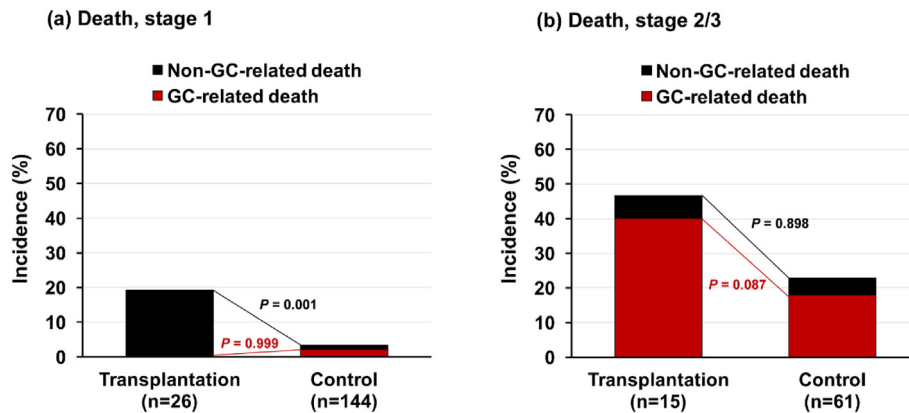 (a) Death, stage 1
Non-GC-related death
GC-related death
Incidence (%)
70
60
50
40
30
20
10
0
P = 0.001
P = 0.999
Transplantation
(n=26)
Control
(n=144)
(b) Death, stage 2/3
Non-GC-related death
GC-related death
Incidence (%)
70
60
50
40
30
20
10
0
P = 0.898
P = 0.087
Transplantation
(n=15)
Control
(n=61)